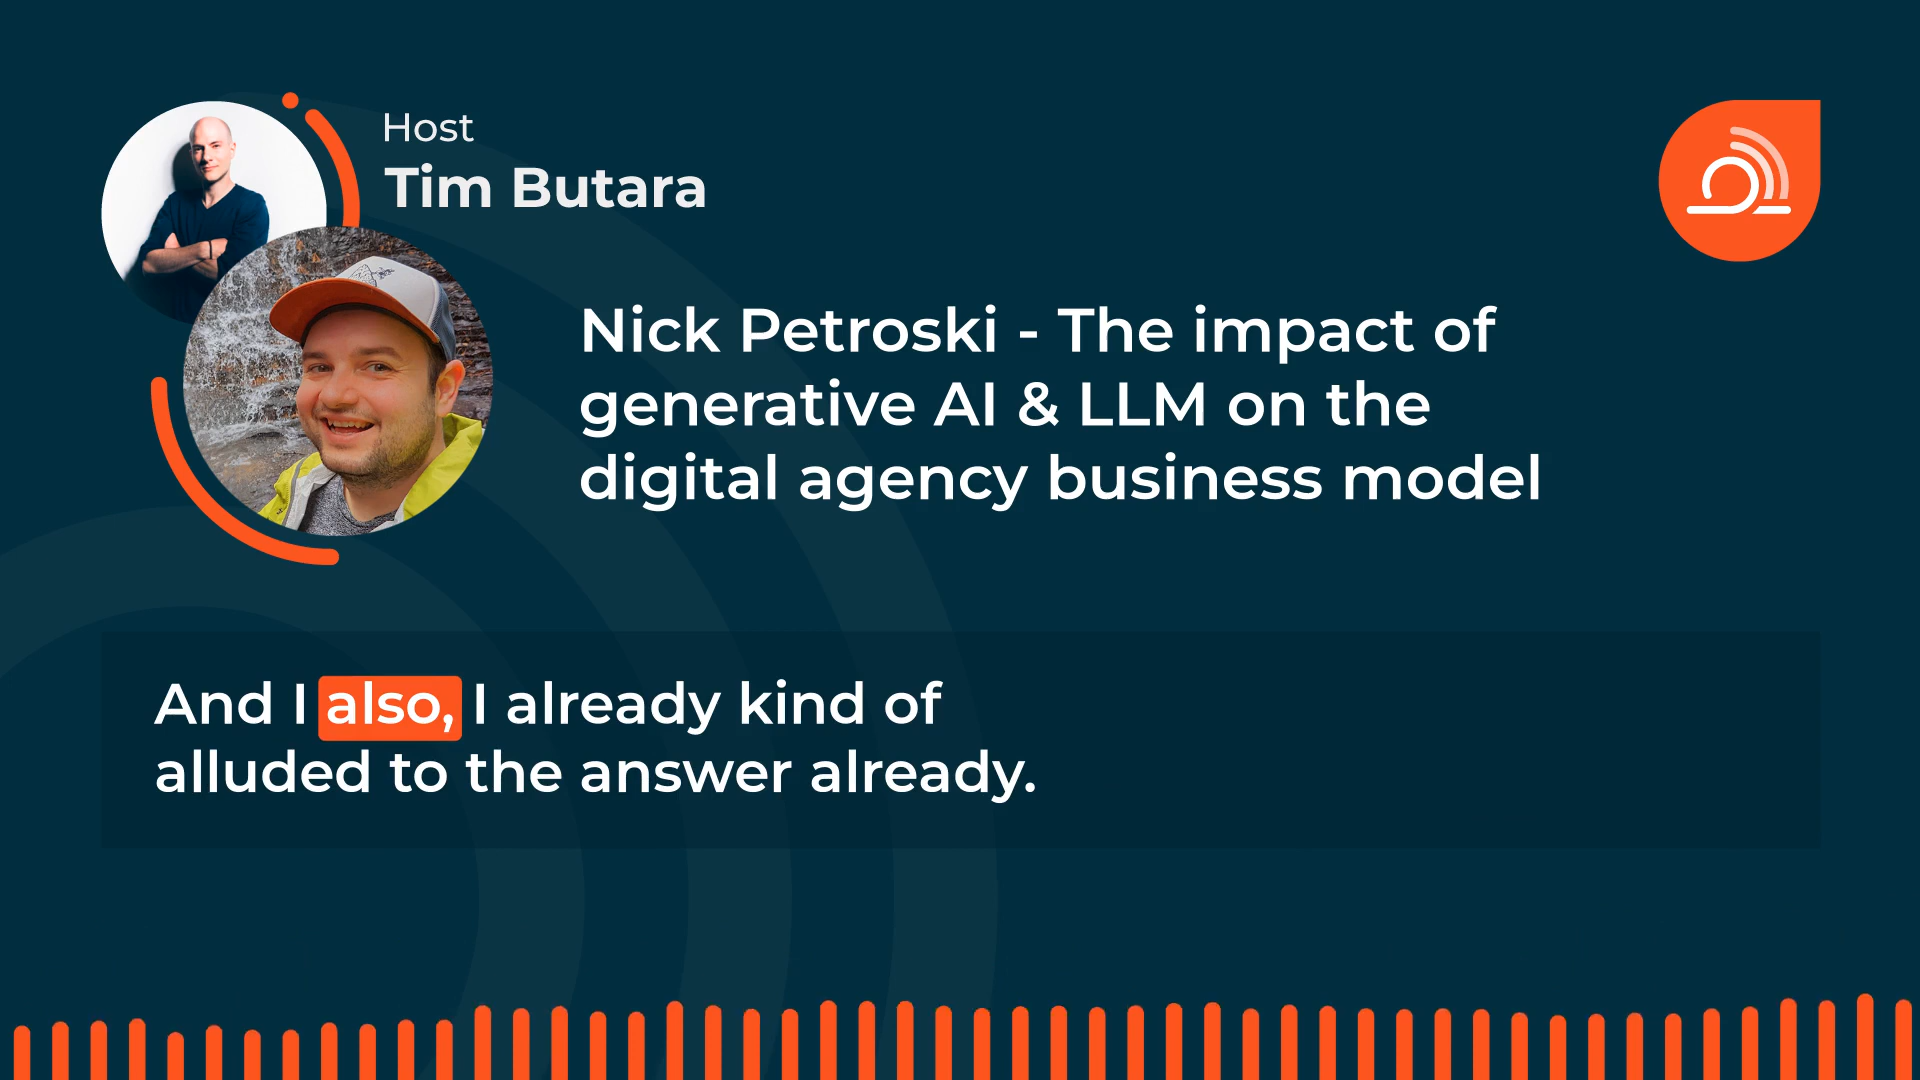 Host
Tim Butara
Nick Petroski - The impact of
generative AI & LLM on the
digital agency business model
And I also, I already kind of
alluded to the answer already.